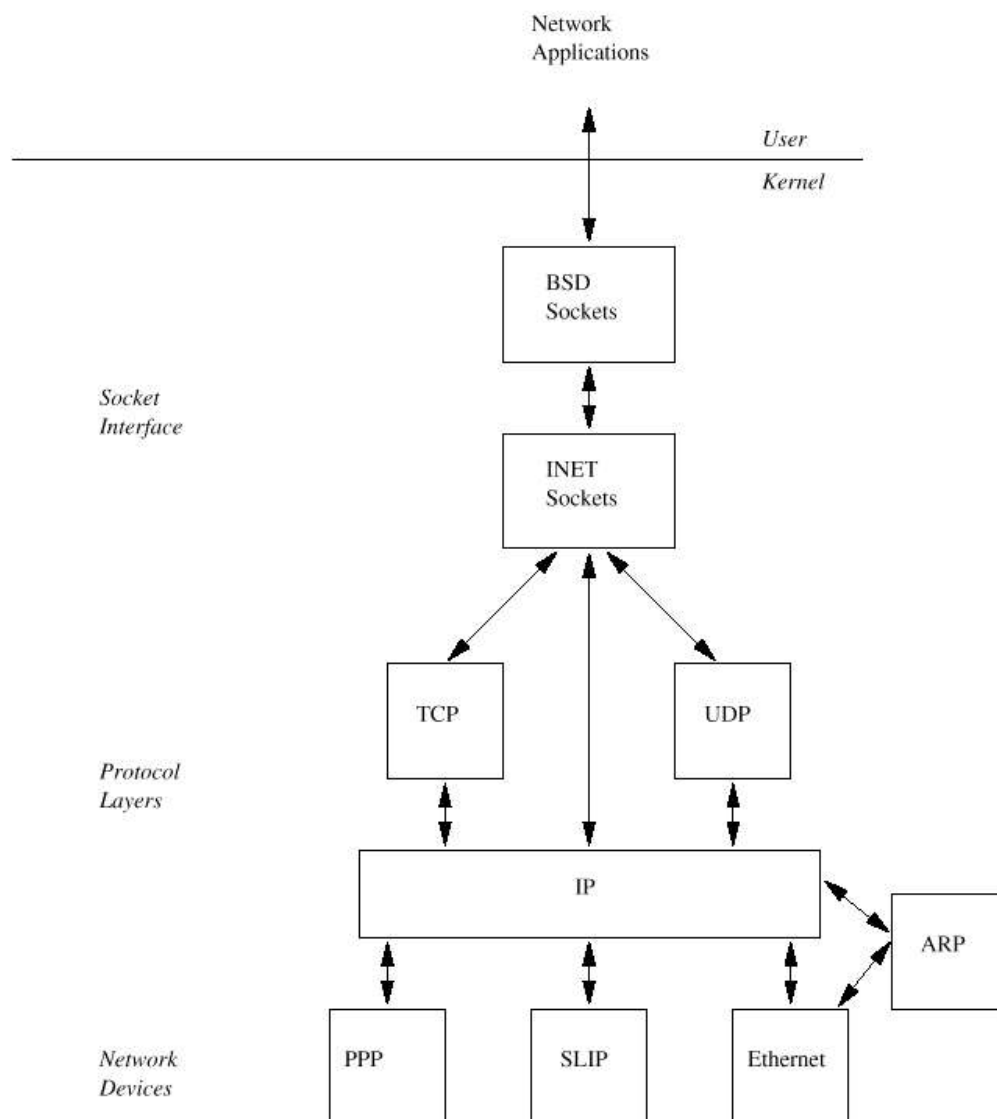 Network
Applications
User
Kernel
BSD
Sockets
Socket
Interface
INET
Sockets
TCP
UDP
Protocol
Layers
IP
ARP
PPP
SLIP
Ethernet
Network
Devices